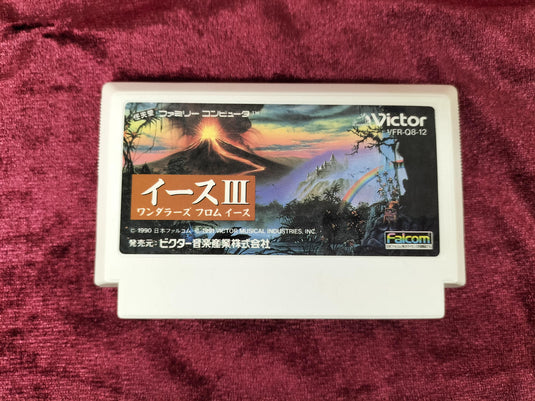 ファミリー コンピュータ™
Victor
VFR-Q8-12
イースIII
ワンダラーズ フロム イース
© 1990 日本ファルコム © 1991 VICTOR MUSICAL INDUSTRIES, INC.
発売元:ビクター音楽産業株式会社
Falcom